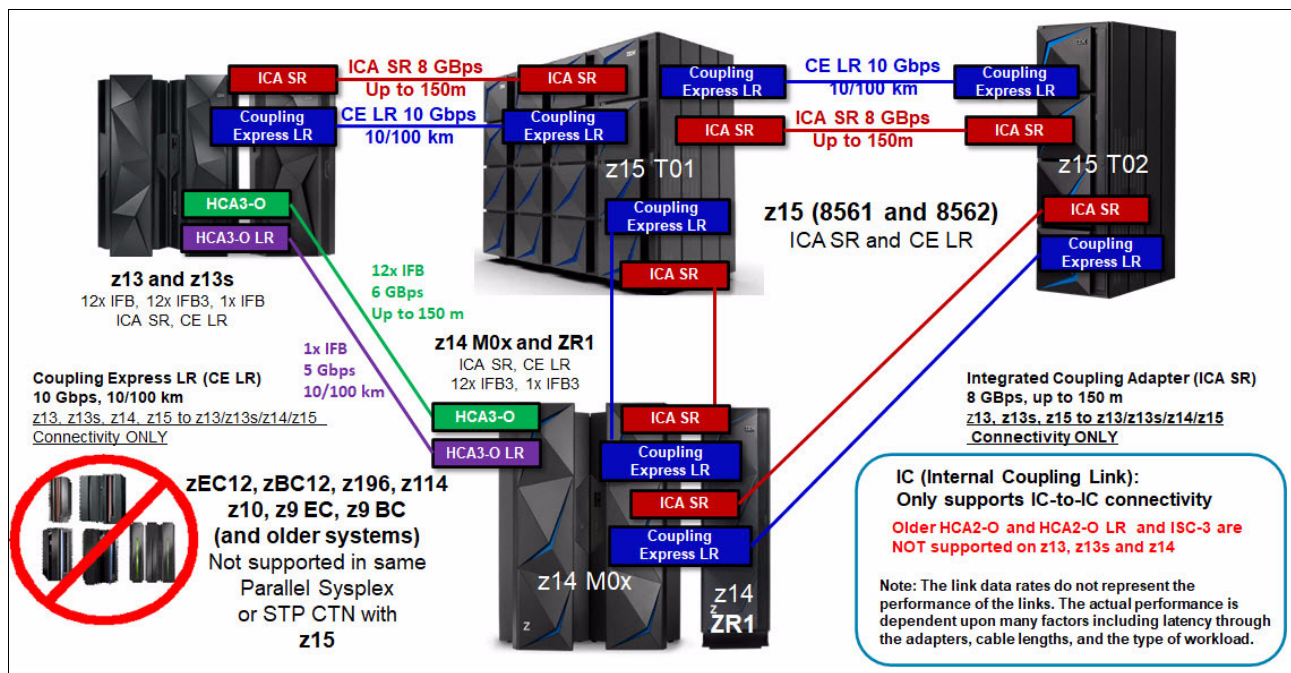 ICA SR
ICA SR 8 GBps
Up to 150m
ICA SR
Coupling
Express LR
CE LR 10 Gbps
10/100 km
Coupling
Express LR
Coupling
Express LR
CE LR 10 Gbps
10/100 km
Coupling
Express LR
ICA SR
ICA SR 8 GBps
Up to 150m
ICA SR
z15 T01
z15 T02
HCA3-O
HCA3-O LR
Coupling
Express LR
ICA SR
z15 (8561 and 8562)
ICA SR and CE LR
ICA SR
Coupling
Express LR
z13 and z13s
12x IFB, 12x IFB3, 1x IFB
ICA SR, CE LR
12x IFB
6 GBps
Up to 150 m
1x IFB
5 Gbps
10/100 km
z14 M0x and ZR1
ICA SR, CE LR
12x IFB3, 1x IFB3
Coupling Express LR (CE LR)
10 Gbps, 10/100 km
z13, z13s, z14, z15 to z13/z13s/z14/z15
Connectivity ONLY
Integrated Coupling Adapter (ICA SR)
8 GBps, up to 150 m
z13, z13s, z15 to z13/z13s/z14/z15
Connectivity ONLY
HCA3-O
HCA3-O LR
ICA SR
Coupling
Express LR
ICA SR
Coupling
Express LR
z14 M0x
z
z14
z
ZR1
zEC12, zBC12, z196, z114
z10, z9 EC, z9 BC
(and older systems)
Not supported in same
Parallel Sysplex
or STP CTN with
z15
IC (Internal Coupling Link):
Only supports IC-to-IC connectivity
Older HCA2-O and HCA2-O LR and ISC-3 are
NOT supported on z13, z13s and z14
Note: The link data rates do not represent the
performance of the links. The actual performance is
dependent upon many factors including latency through
the adapters, cable lengths, and the type of workload.